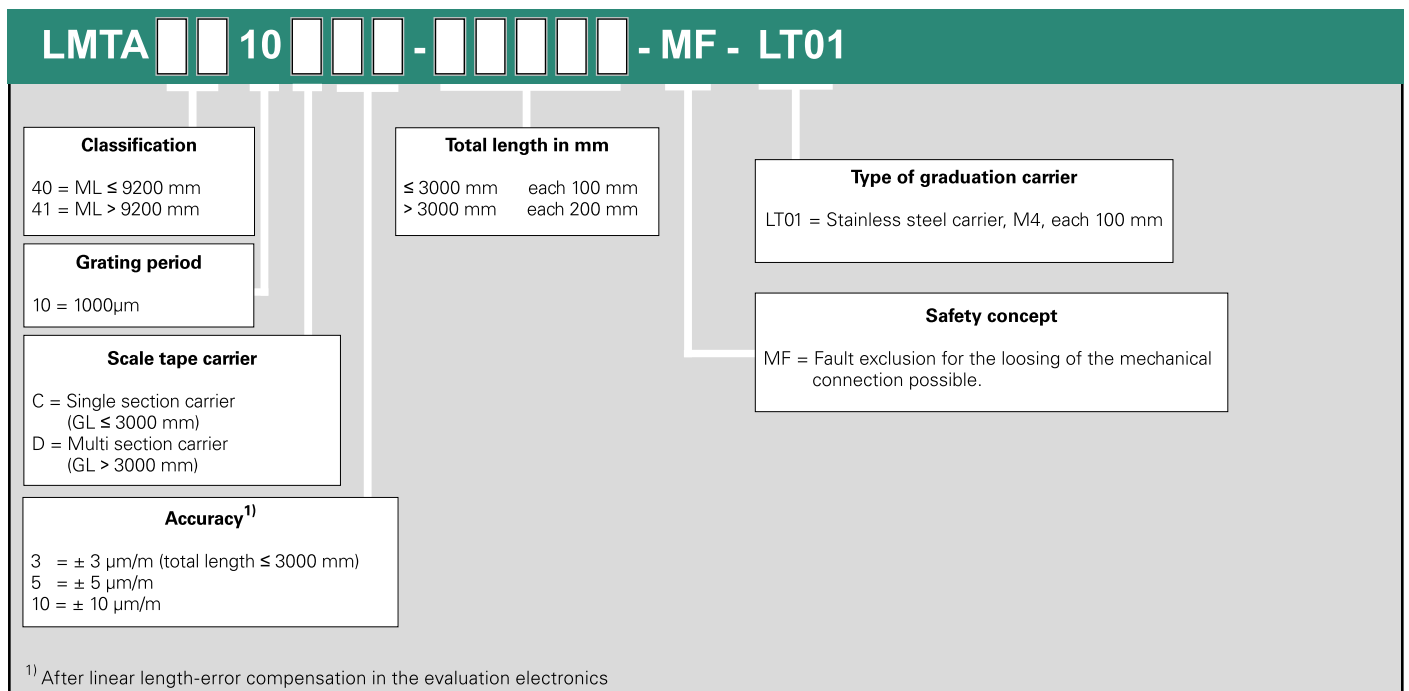 LMTA 10 - - MF - LT01
Classification
40 = ML ≤ 9200 mm
41 = ML > 9200 mm
Grating period
10 = 1000µm
Scale tape carrier
C = Single section carrier
(GL ≤ 3000 mm)
D = Multi section carrier
(GL > 3000 mm)
Accuracy1)
3 = ± 3 µm/m (total length ≤ 3000 mm)
5 = ± 5 µm/m
10 = ± 10 µm/m
Total length in mm
≤ 3000 mm each 100 mm
> 3000 mm each 200 mm
Type of graduation carrier
LT01 = Stainless steel carrier, M4, each 100 mm
Safety concept
MF = Fault exclusion for the loosing of the mechanical
connection possible.
1) After linear length-error compensation in the evaluation electronics